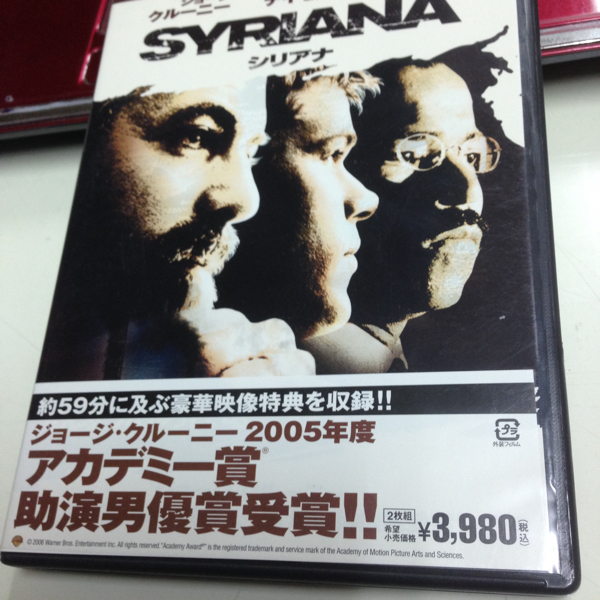 クルーニー
SYRIANA
シリアナ
約59分に及ぶ豪華映像特典を収録!!
ジョージ・クルーニー 2005年度
アカデミー賞®
助演男優賞受賞!!
プラ
外装フィルム
2枚組
希望
小売価格
¥3,980(税込)
© 2006 Warner Bros. Entertainment Inc. All rights reserved. "Academy Award®" is the registered trademark and service mark of the Academy of Motion Picture Arts and Sciences.